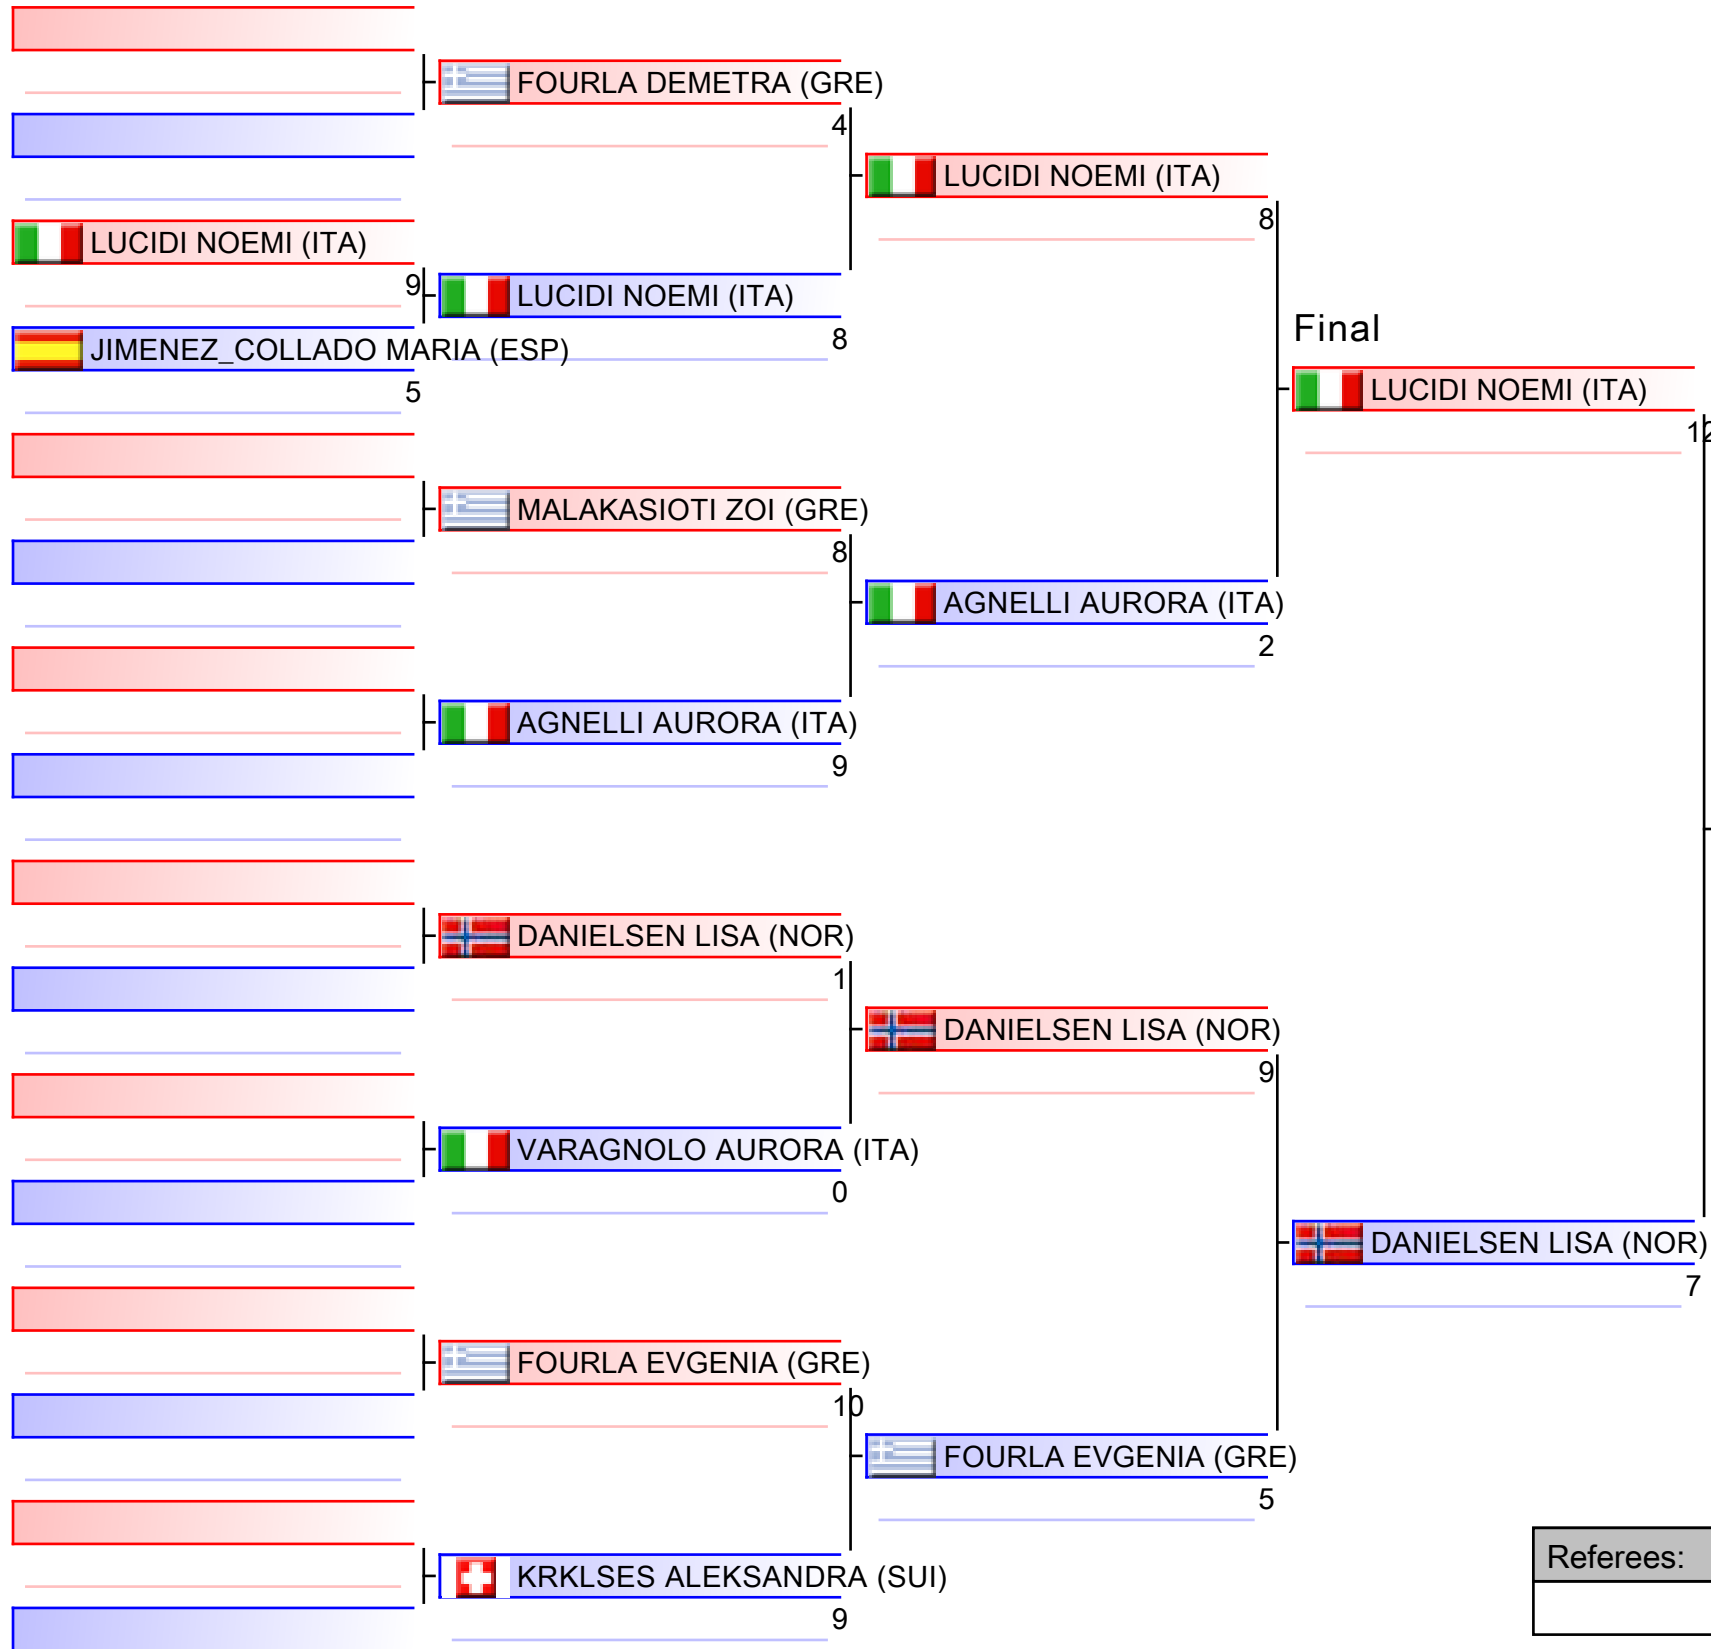 FOURLA DEMETRA (GRE)
4
LUCIDI NOEMI (ITA)
8
LUCIDI NOEMI (ITA)
9
LUCIDI NOEMI (ITA)
8
Final
JIMENEZ_COLLADO MARIA (ESP)
5
LUCIDI NOEMI (ITA)
12
MALAKASIOTI ZOI (GRE)
8
AGNELLI AURORA (ITA)
2
AGNELLI AURORA (ITA)
9
DANIELSEN LISA (NOR)
1
DANIELSEN LISA (NOR)
9
VARAGNOLO AURORA (ITA)
0
DANIELSEN LISA (NOR)
7
FOURLA EVGENIA (GRE)
10
FOURLA EVGENIA (GRE)
5
Referees:
KRKLSES ALEKSANDRA (SUI)
9